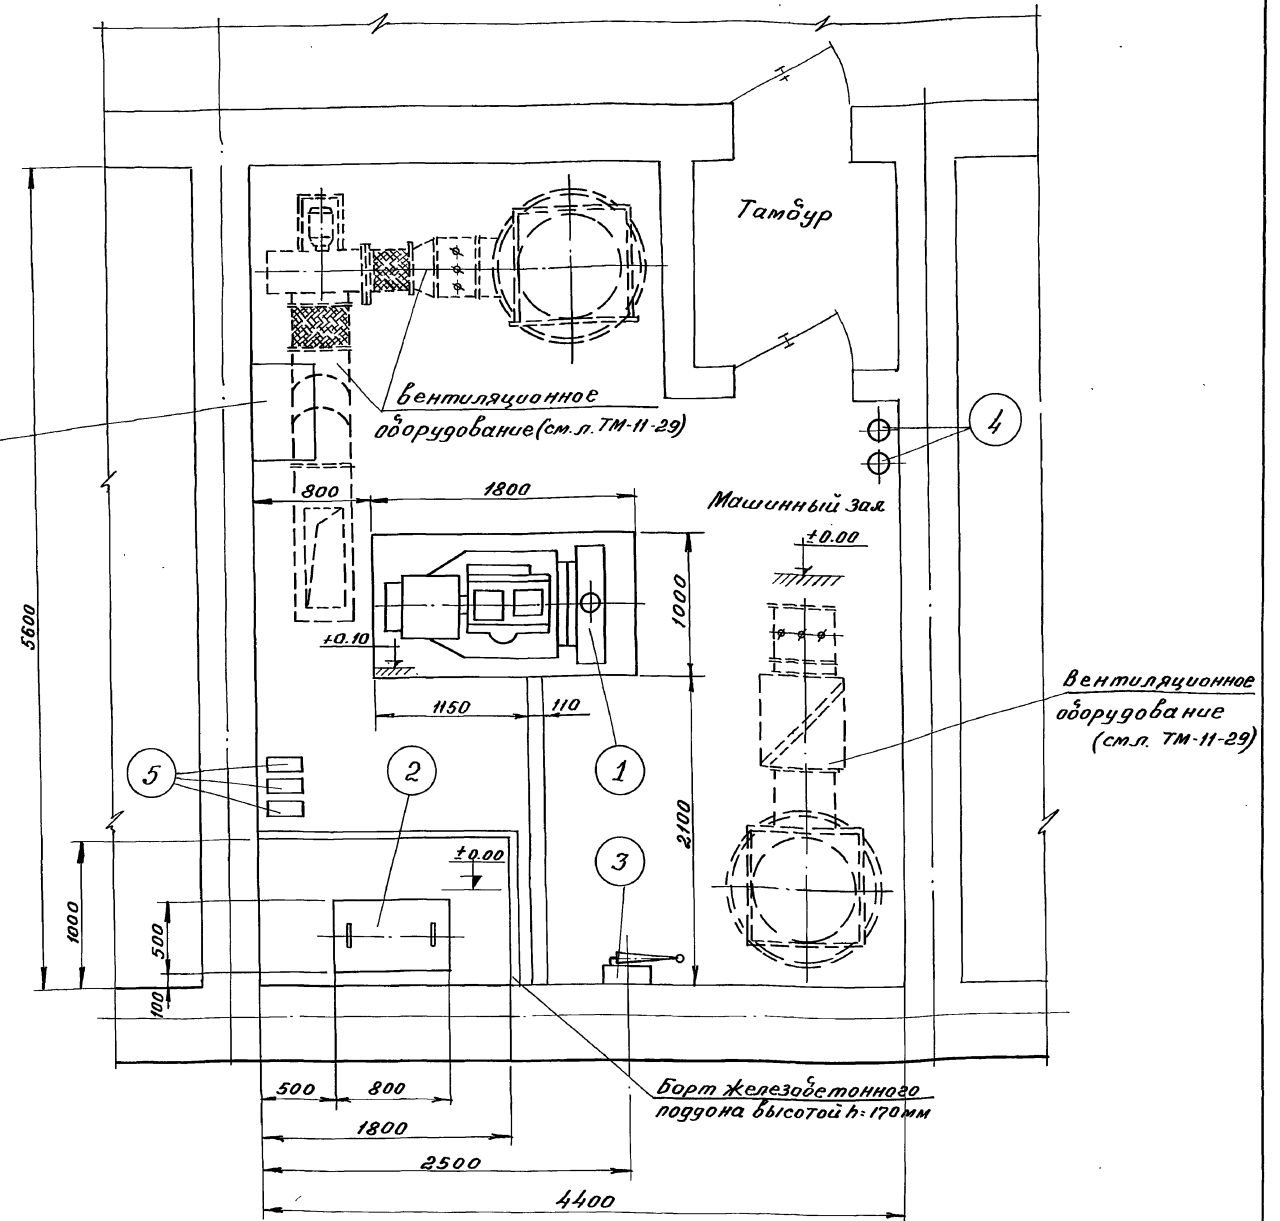 Тамбур
вентиляционное
оборудование (см. л. ТМ-11-29)
4
800
1800
Машинный зал
±0.00
5600
1000
±0.10
Вентиляционное
оборудование
(см.л. ТМ-11-29)
1150
110
5
2
1
2100
3
±0.00
1000
500
100
500
800
Борт железобетонного
поддона высотой h=170мм
1800
2500
4400